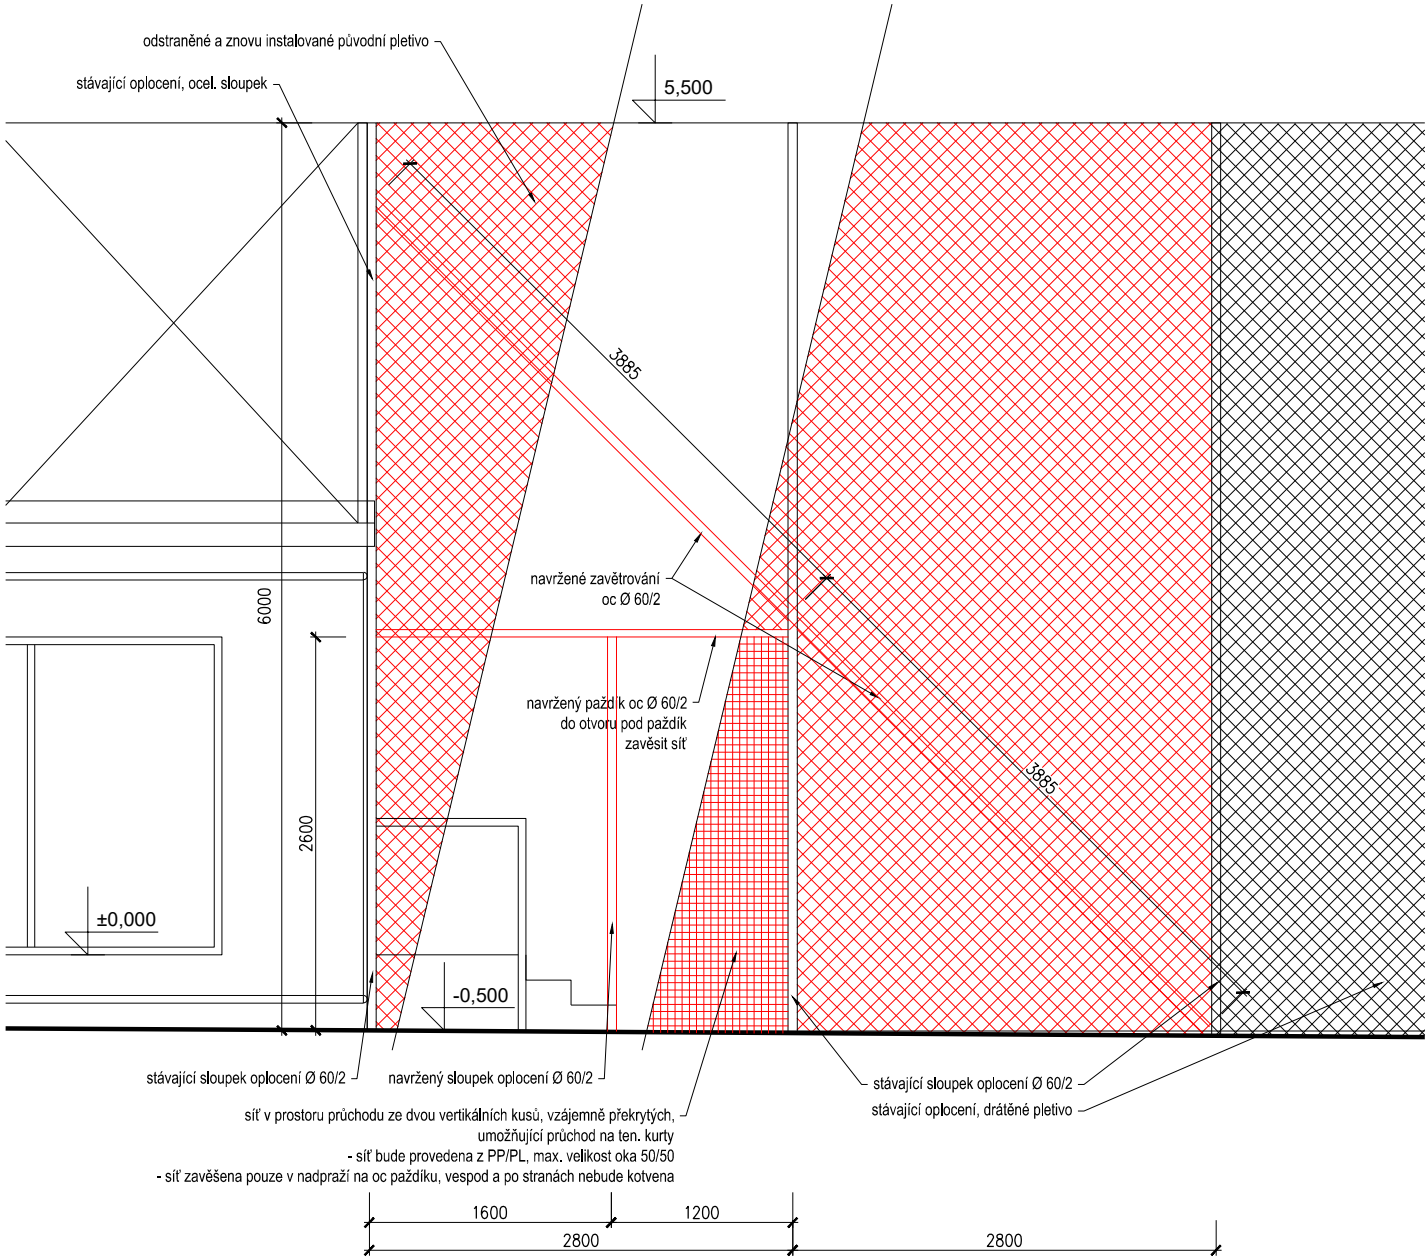 odstraněné a znovu instalované původní pletivo
stávající oplocení, ocel. sloupek
5,500
3885
navržené zavětrování
oc Ø 60/2
6000
navržený paždík oc Ø 60/2
do otvoru pod paždík
zavěsit síť
3885
2600
±0,000
-0,500
stávající sloupek oplocení Ø 60/2
navržený sloupek oplocení Ø 60/2
stávající sloupek oplocení Ø 60/2
stávající oplocení, drátěné pletivo
síť v prostoru průchodu ze dvou vertikálních kusů, vzájemně překrytých,
umožňující průchod na ten. kurty
- síť bude provedena z PP/PL, max. velikost oka 50/50
- síť zavěšena pouze v nadpraží na oc paždíku, vespod a po stranách nebude kotvena
1600
1200
2800
2800